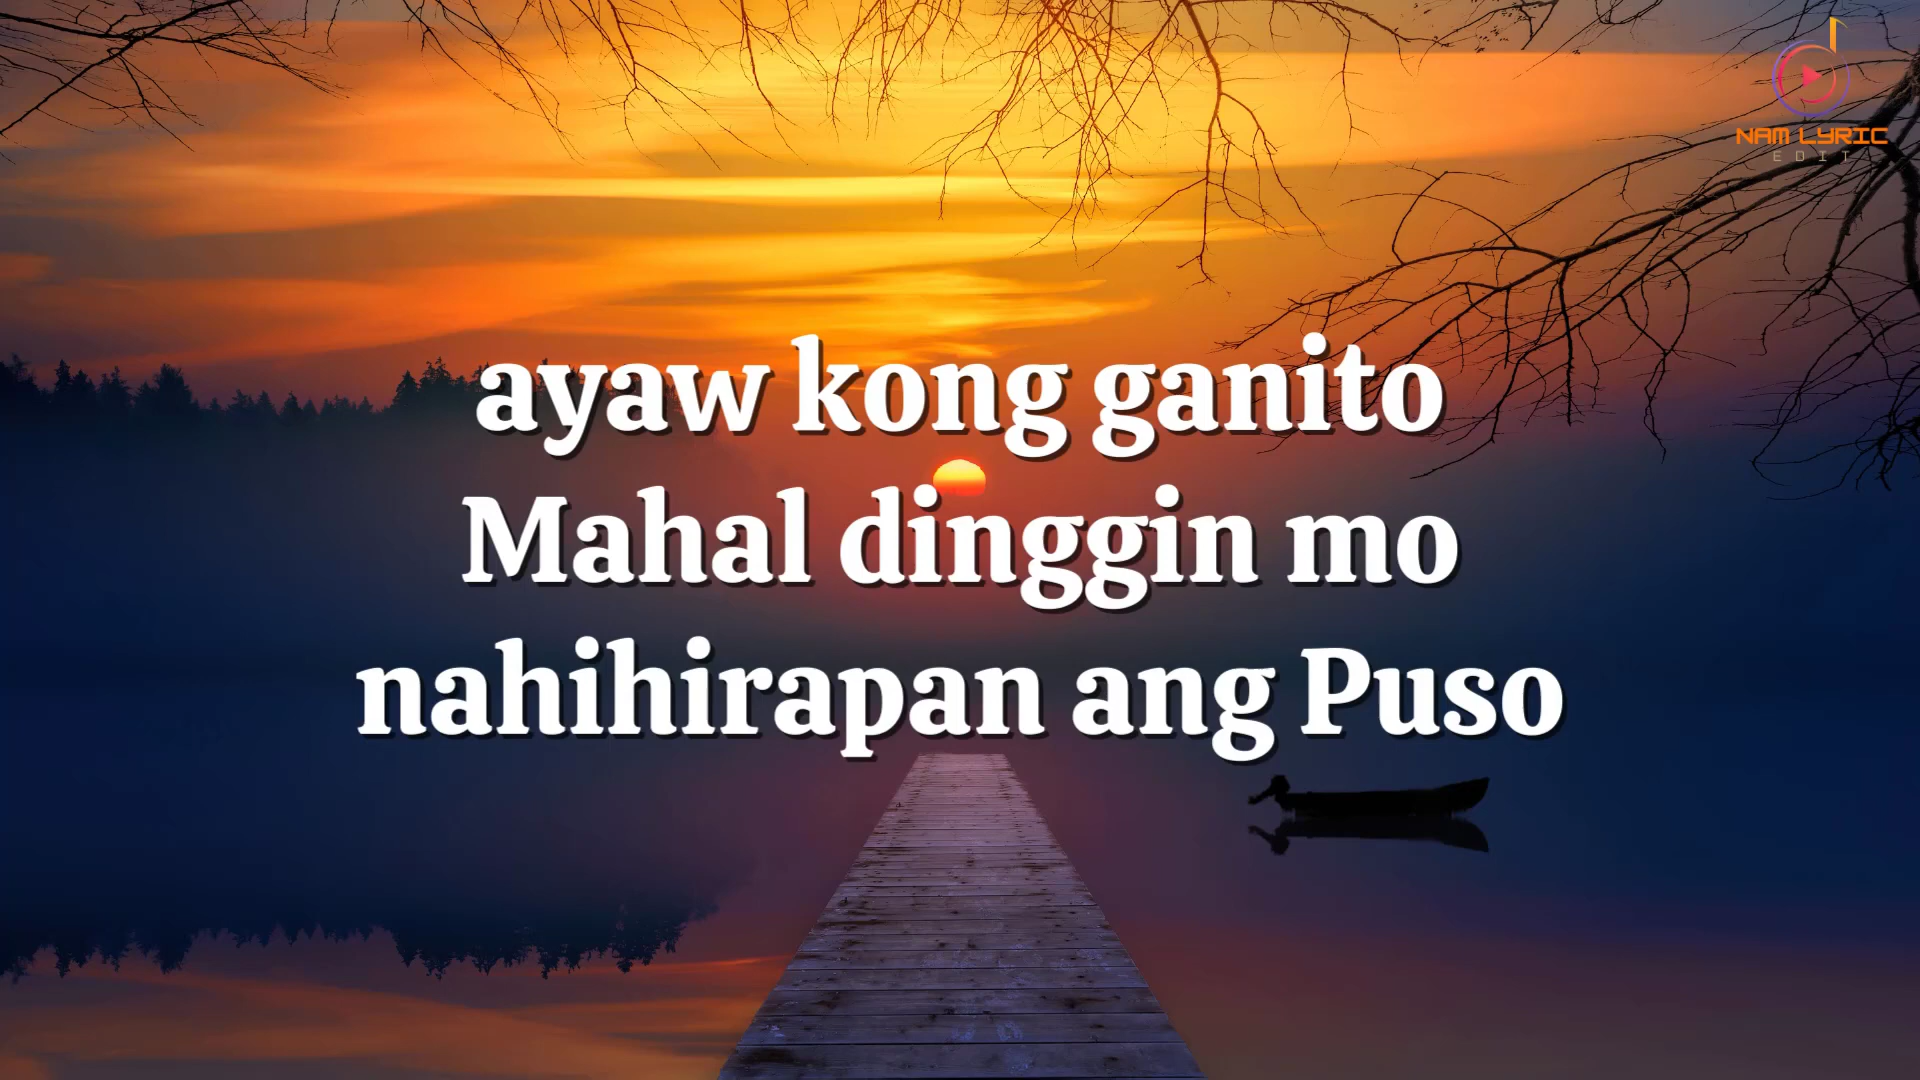 NAM LYRIC
EDIT
ayaw kong ganito
Mahal dinggin mo
nahihirapan ang Puso